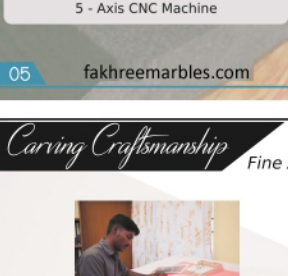 5 - Axis CNC Machine
05
fakhreemarbles.com
Carving Craftsmanship
Fine